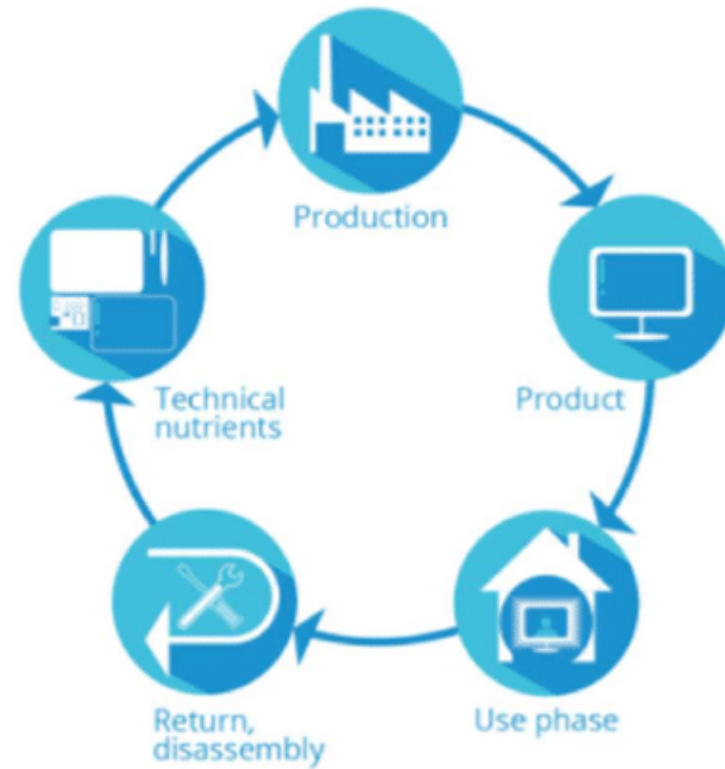 Production
Product
Use phase
Return,
disassembly
Technical
nutrients